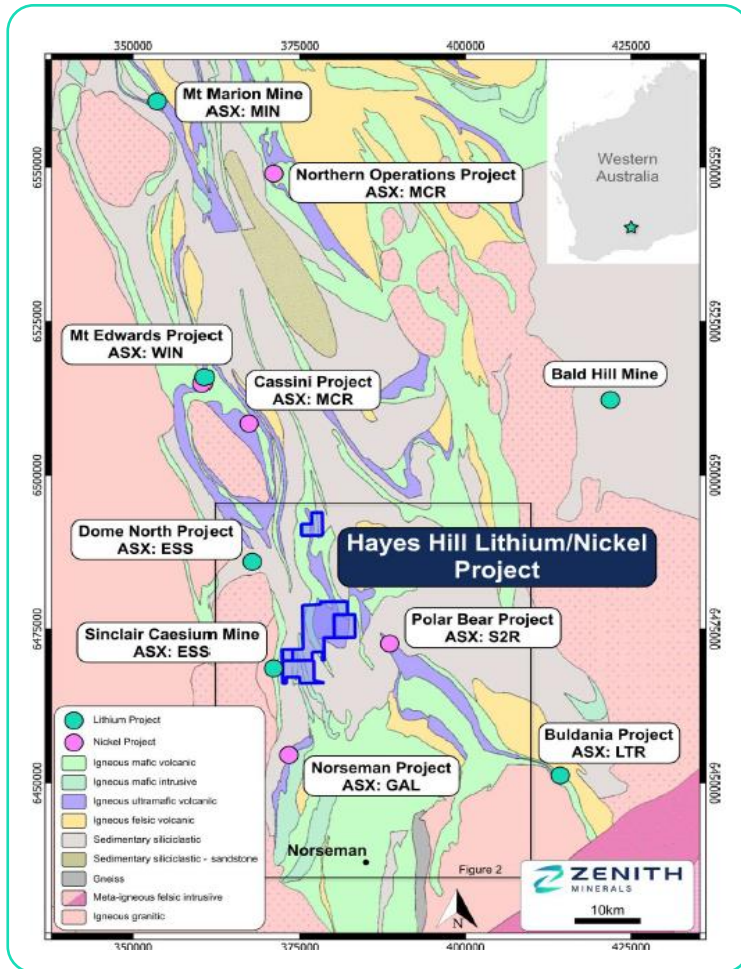 350000
375000
400000
425000
Mt Marion Mine
ASX: MIN
Northern Operations Project
ASX: MCR
Western
Australia
6550000
6550000
6525000
6525000
Mt Edwards Project
ASX: WIN
Cassini Project
ASX: MCR
Bald Hill Mine
6500000
6500000
Dome North Project
ASX: ESS
Hayes Hill Lithium/Nickel
Project
6475000
6475000
Sinclair Caesium Mine
ASX: ESS
Polar Bear Project
ASX: S2R
Lithium Project
Nickel Project
Igneous mafic volcanic
Igneous mafic intrusive
Igneous ultramafic volcanic
Igneous felsic volcanic
Sedimentary siliciclastic
Sedimentary siliciclastic - sandstone
Gneiss
Meta-igneous felsic intrusive
Igneous granitic
Buldania Project
ASX: LTR
Norseman Project
ASX: GAL
6450000
6450000
Norseman
Figure 2
N
ZENITH
MINERALS
10km
350000
375000
400000
425000